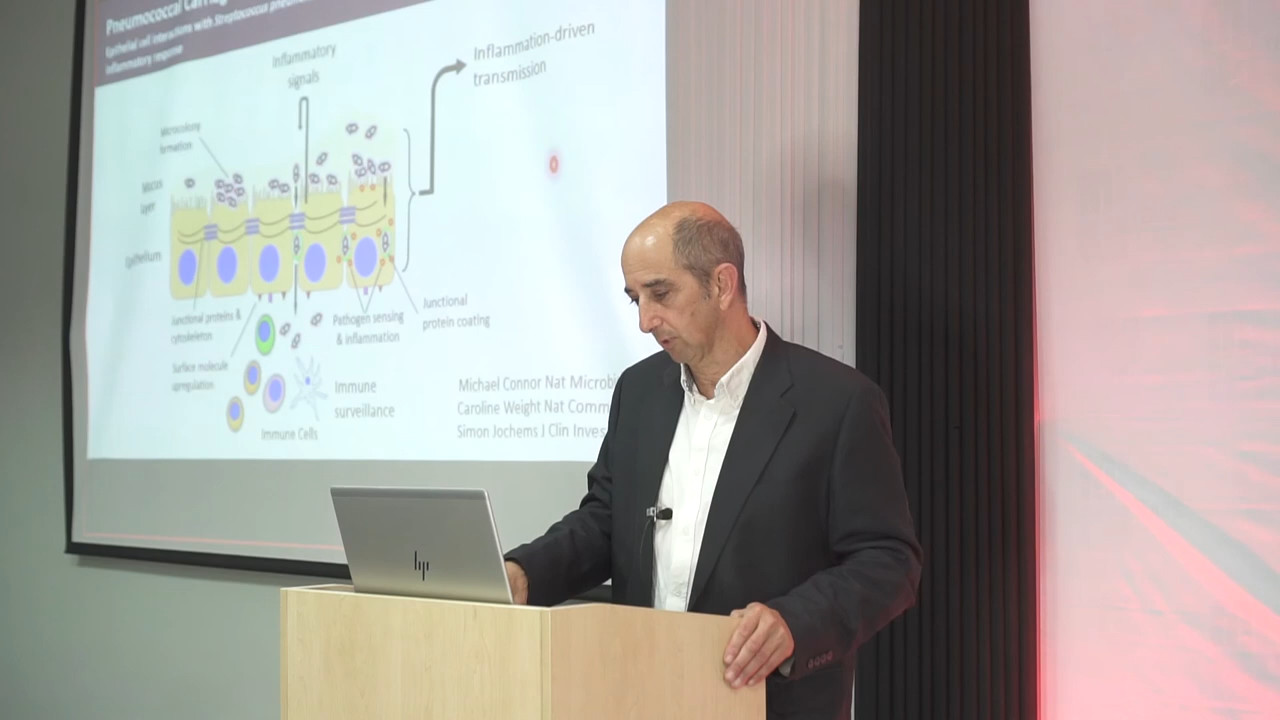 Pneumococcal
Epithelial cell interactions with Streptococcus
inflammatory response
Inflammatory
signals
Inflammation-driven
transmission
Microcolony
formation
Mucus
layer
Epithelium
Junctional proteins &
cytoskeleton
Pathogen sensing
& inflammation
Junctional
protein coating
Surface molecule
upregulation
Immune
surveillance
Immune Cells
Michael Connor Nat Microbi
Caroline Weight Nat Comm
Simon Jochems J Clin Inves
hp